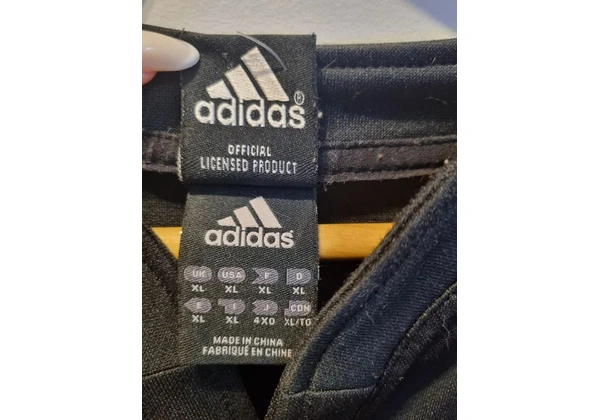 adidas®
OFFICIAL
LICENSED PRODUCT
adidas
UK USA F D
XL XL XL XL
E I J CDN
XL XL 4XO XL/TG
MADE IN CHINA
FABRIQUÉ EN CHINE